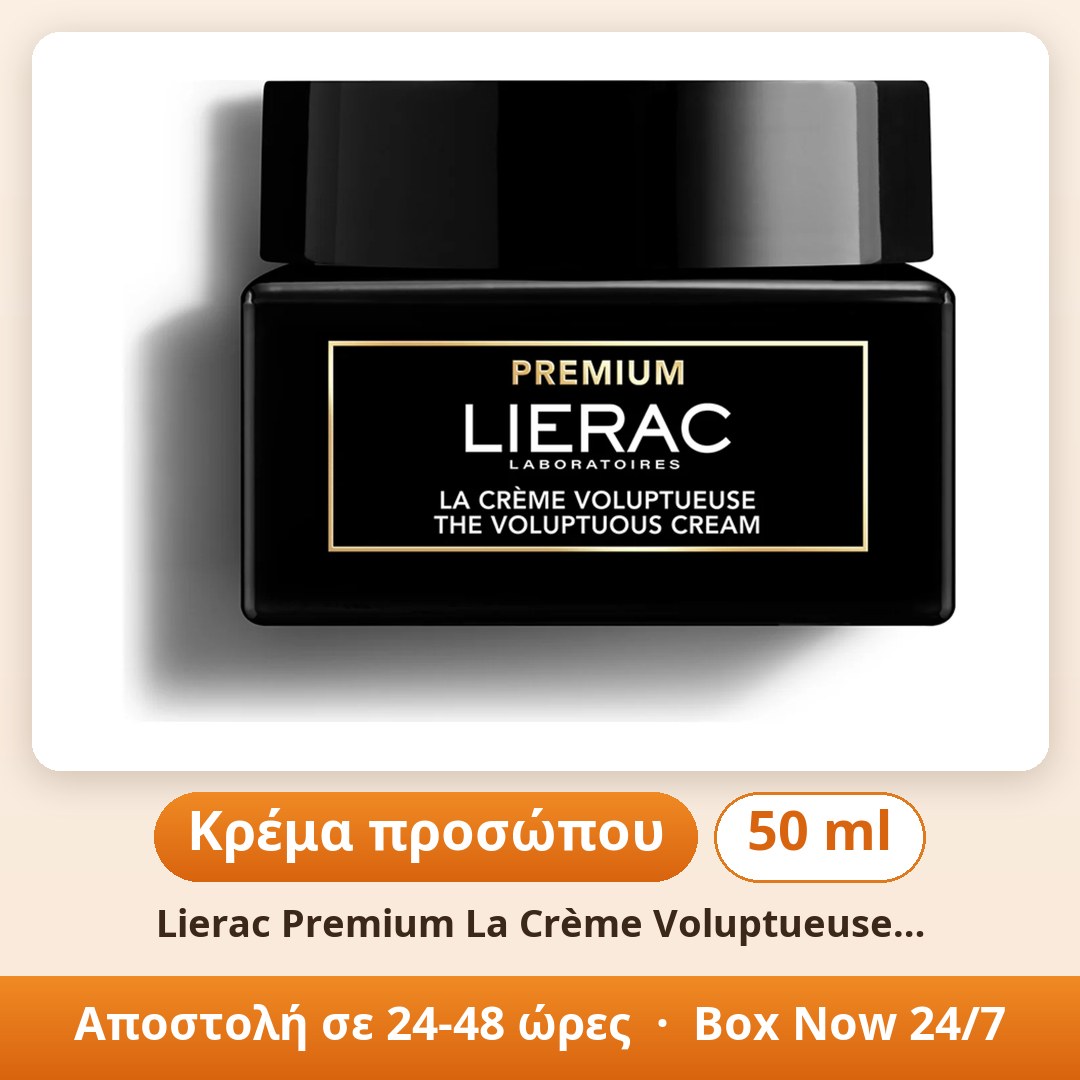 PREMIUM
LIERAC
LABORATOIRES
LA CRÈME VOLUPTUEUSE
THE VOLUPTUOUS CREAM
Κρέμα προσώπου
50 ml
Lierac Premium La Crème Voluptueuse...
Αποστολή σε 24-48 ώρες · Box Now 24/7